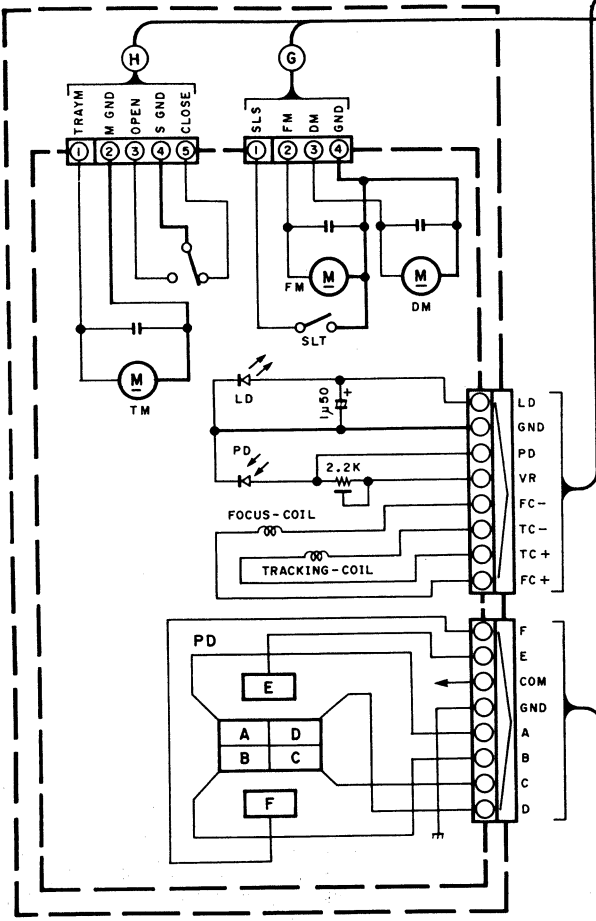 H
G
TRAYM
M GND
OPEN
S GND
CLOSE
SLS
FM
DM
GND
1 2 3 4 5
1 2 3 4
M
FM
M
DM
SLT
M
TM
LD
1µ50
+
LD
GND
PD
PD
2.2K
VR
FOCUS-COIL
FC-
TC-
TRACKING-COIL
TC+
FC+
PD
F
E
E
COM
GND
A D
A
B C
B
C
F
D